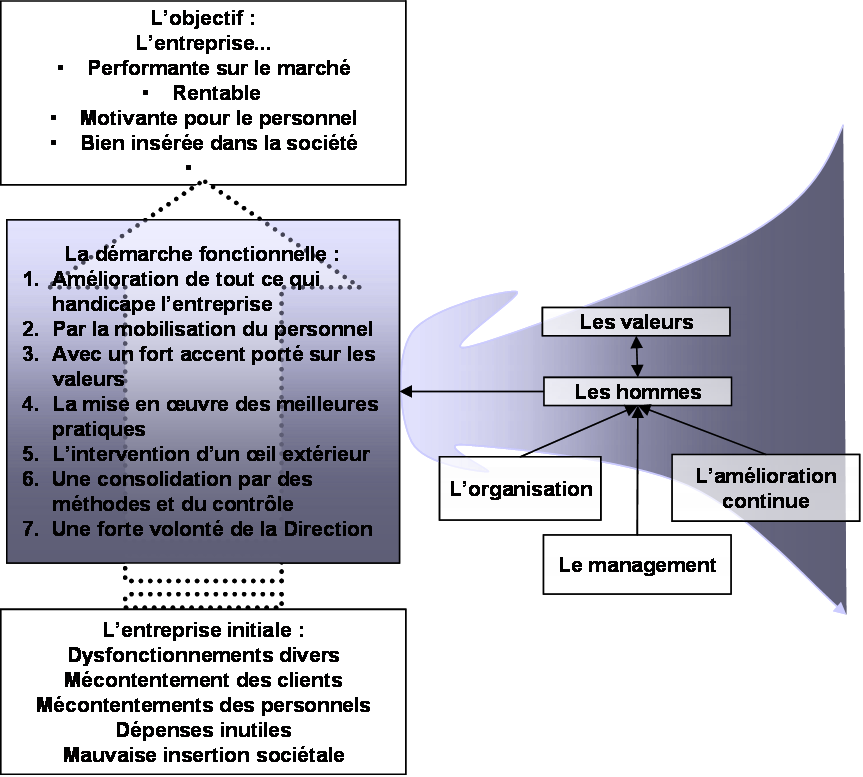 L'objectif :
L'entreprise...
▪ Performante sur le marché
▪ Rentable
▪ Motivante pour le personnel
▪ Bien insérée dans la société
▪
La démarche fonctionnelle :
1. Amélioration de tout ce qui
handicape l'entreprise
2. Par la mobilisation du personnel
3. Avec un fort accent porté sur les
valeurs
4. La mise en œuvre des meilleures
pratiques
5. L'intervention d'un œil extérieur
6. Une consolidation par des
méthodes et du contrôle
7. Une forte volonté de la Direction
Les valeurs
Les hommes
L'organisation
L'amélioration
continue
Le management
L'entreprise initiale :
Dysfonctionnements divers
Mécontentement des clients
Mécontentements des personnels
Dépenses inutiles
Mauvaise insertion sociétale